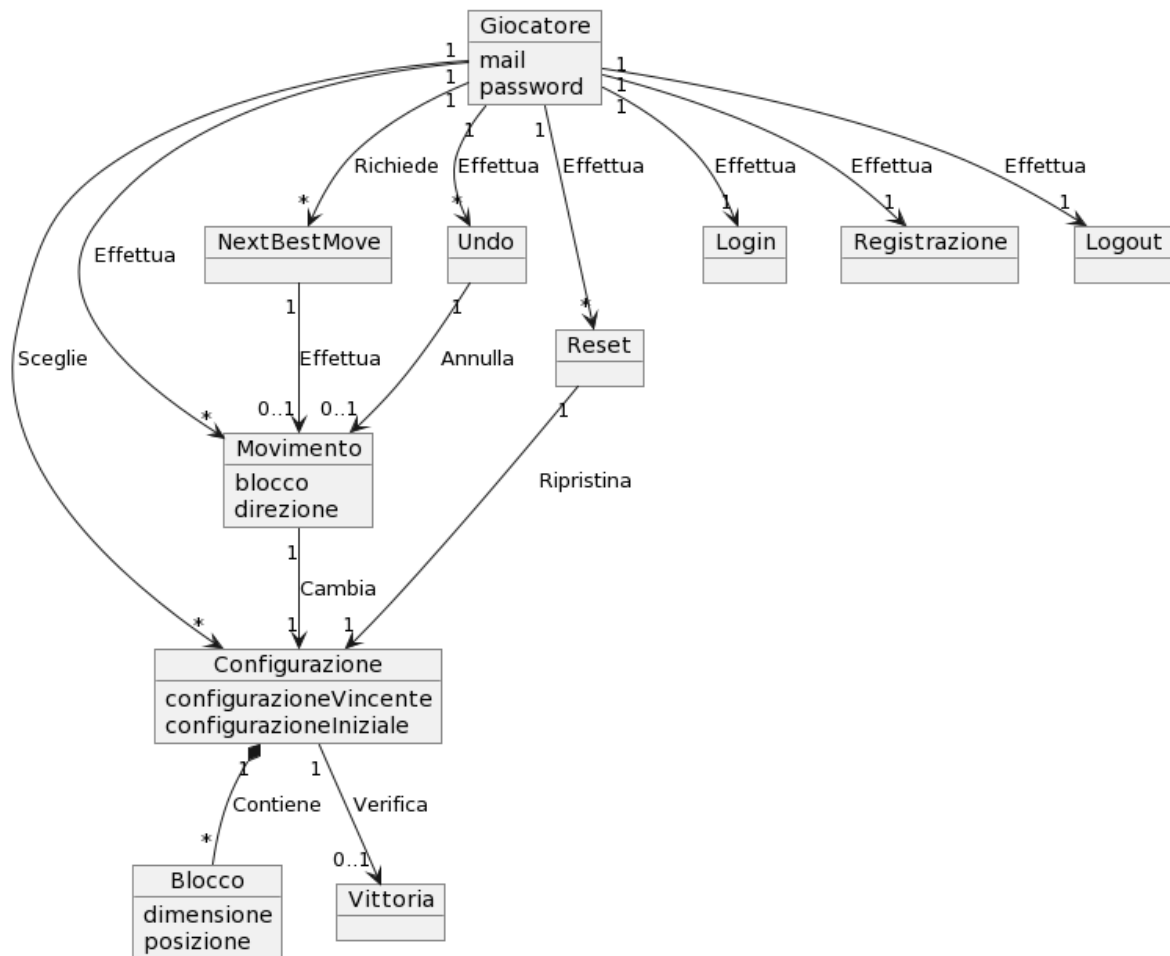 Giocatore
mail
password
1
1
1
1
1
1
1
1
Richiede
Effettua
Effettua
Effettua
Effettua
Effettua
*
*
1
1
1
NextBestMove
Undo
Login
Registrazione
Logout
Effettua
1
1
*
Reset
Sceglie
Effettua
Annulla
*
0..1
0..1
1
Movimento
blocco
direzione
Ripristina
1
Cambia
*
1
1
Configurazione
configurazioneVincente
configurazioneIniziale
1
1
Contiene
Verifica
*
0..1
Blocco
dimensione
posizione
Vittoria